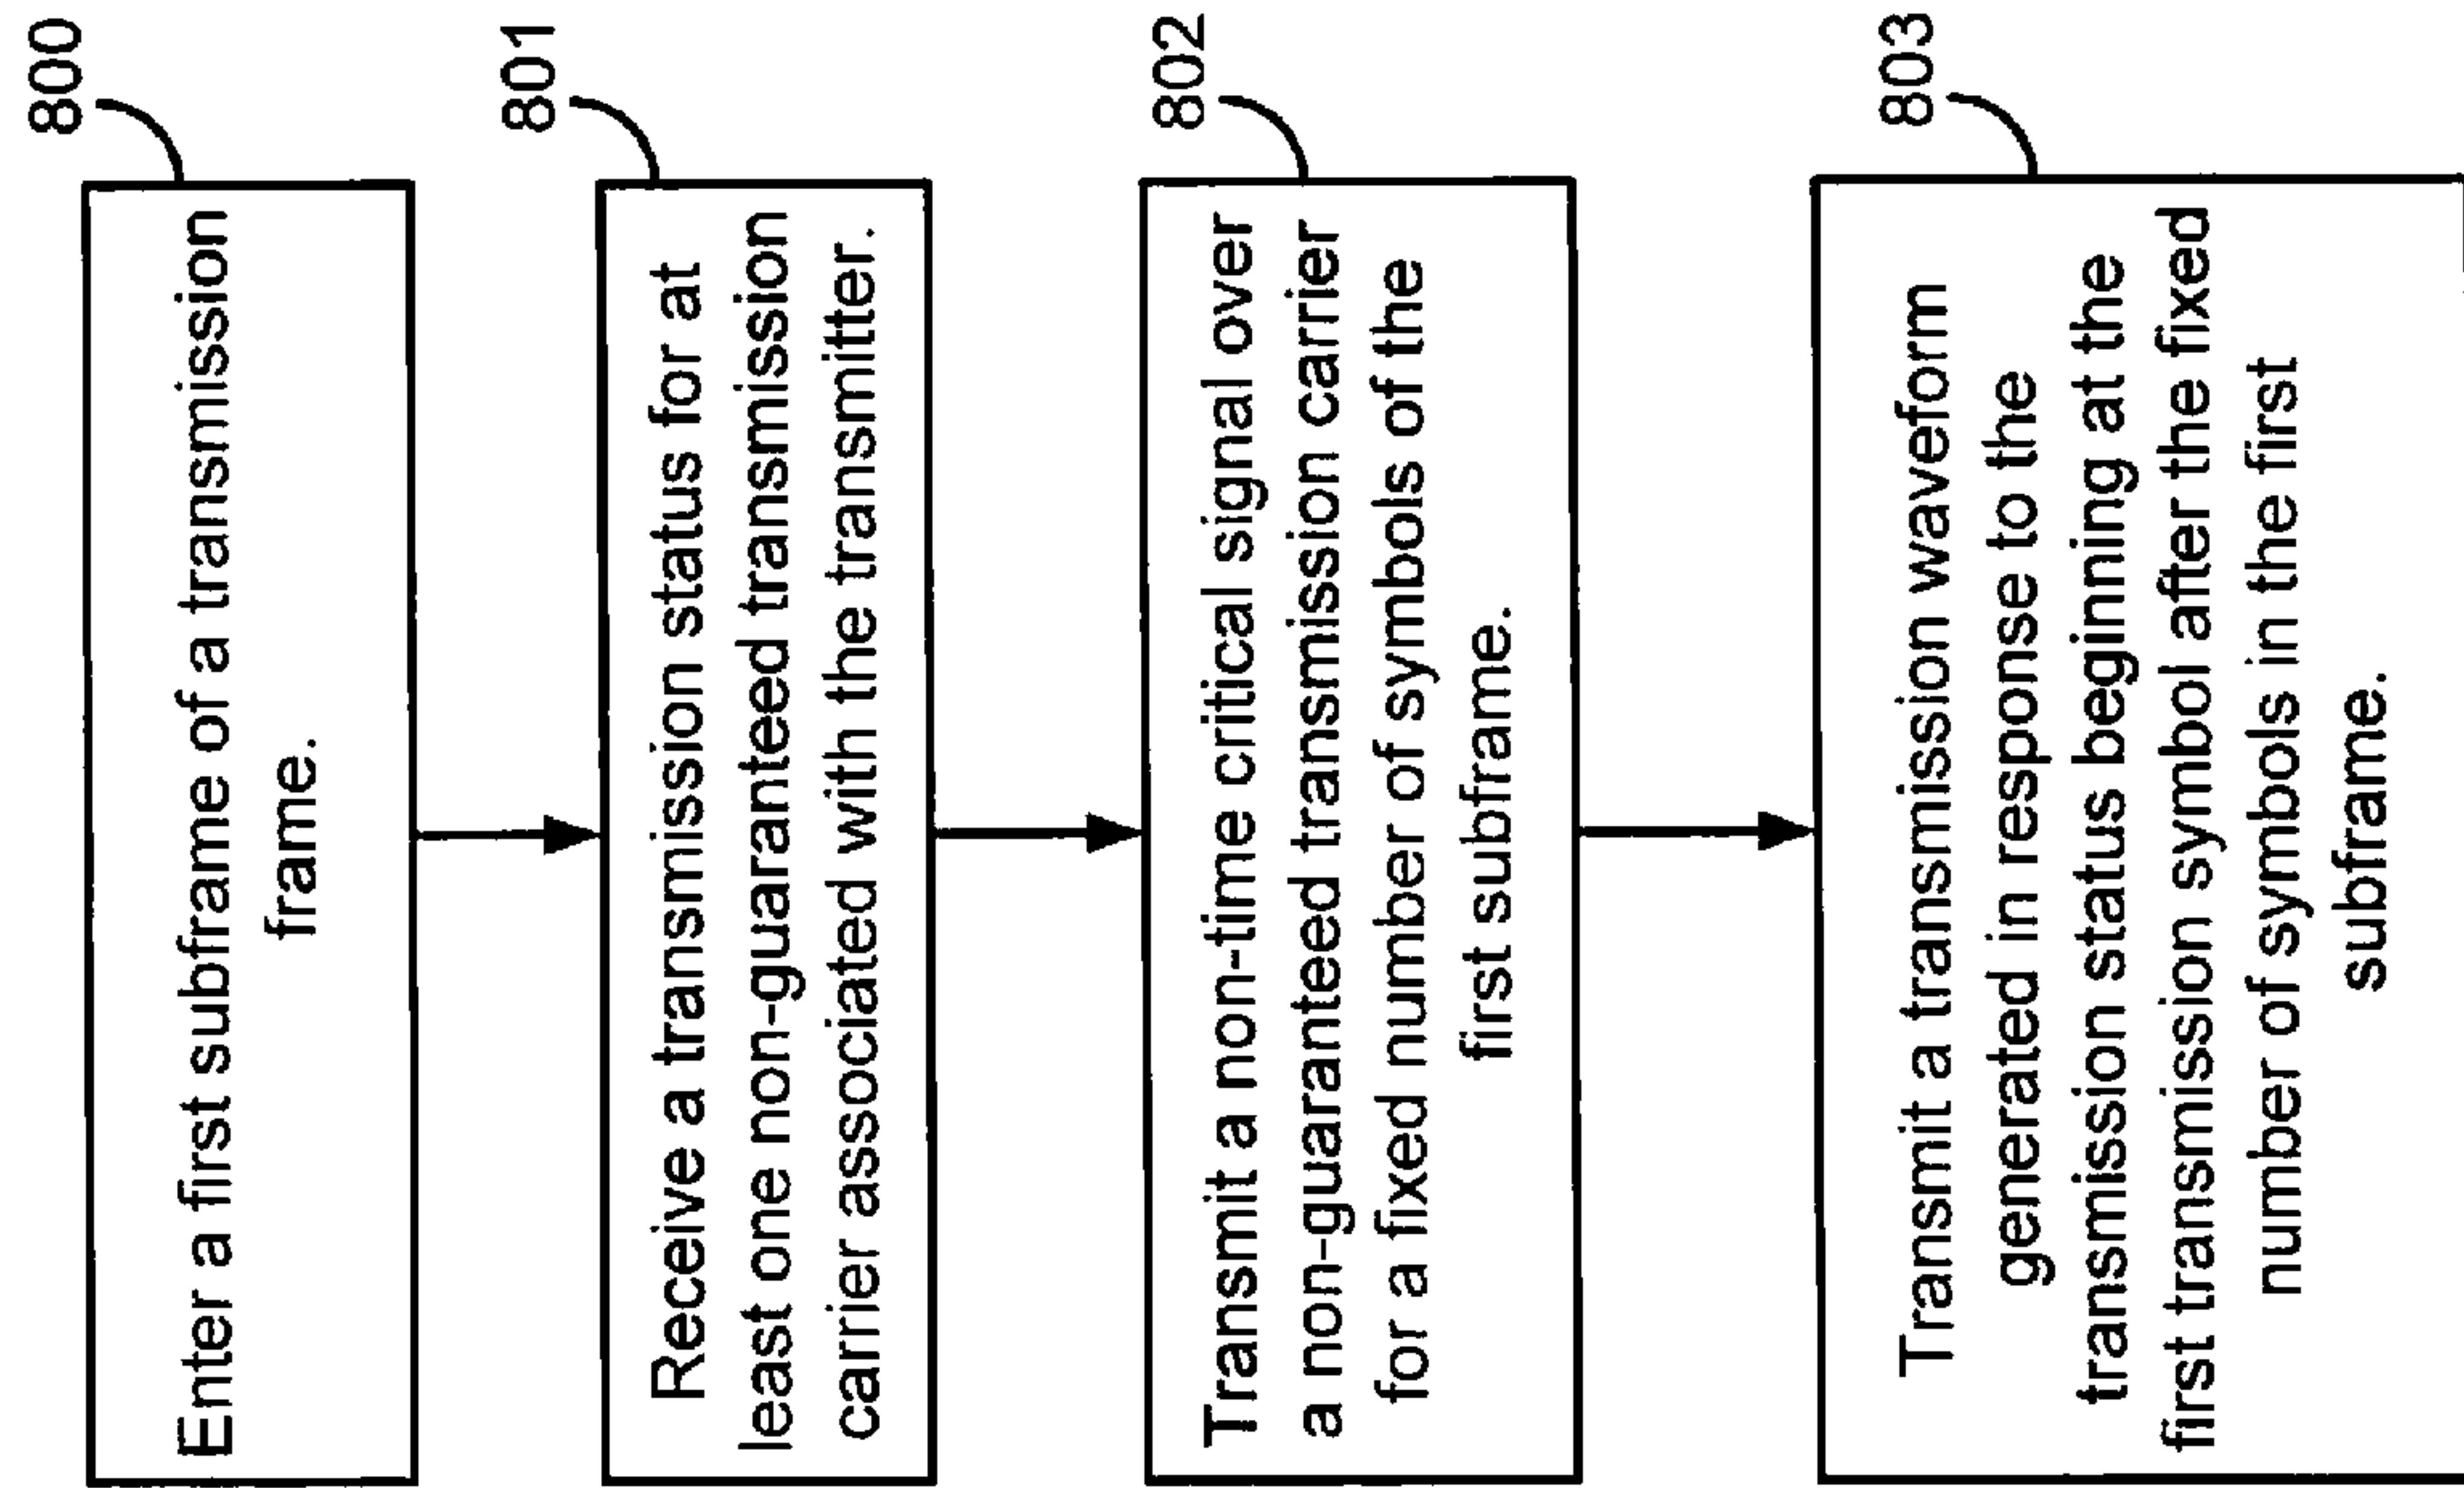 800
Enter a first subframe of a transmission
frame.
801
Receive a transmission status for at
least one non-guaranteed transmission
carrier associated with the transmitter.
802
Transmit a non-time critical signal over
a non-guaranteed transmission carrier
for a fixed number of symbols of the
first subframe.
803
Transmit a transmission waveform
generated in response to the
transmission status beginning at the
first transmission symbol after the fixed
number of symbols in the first
subframe.